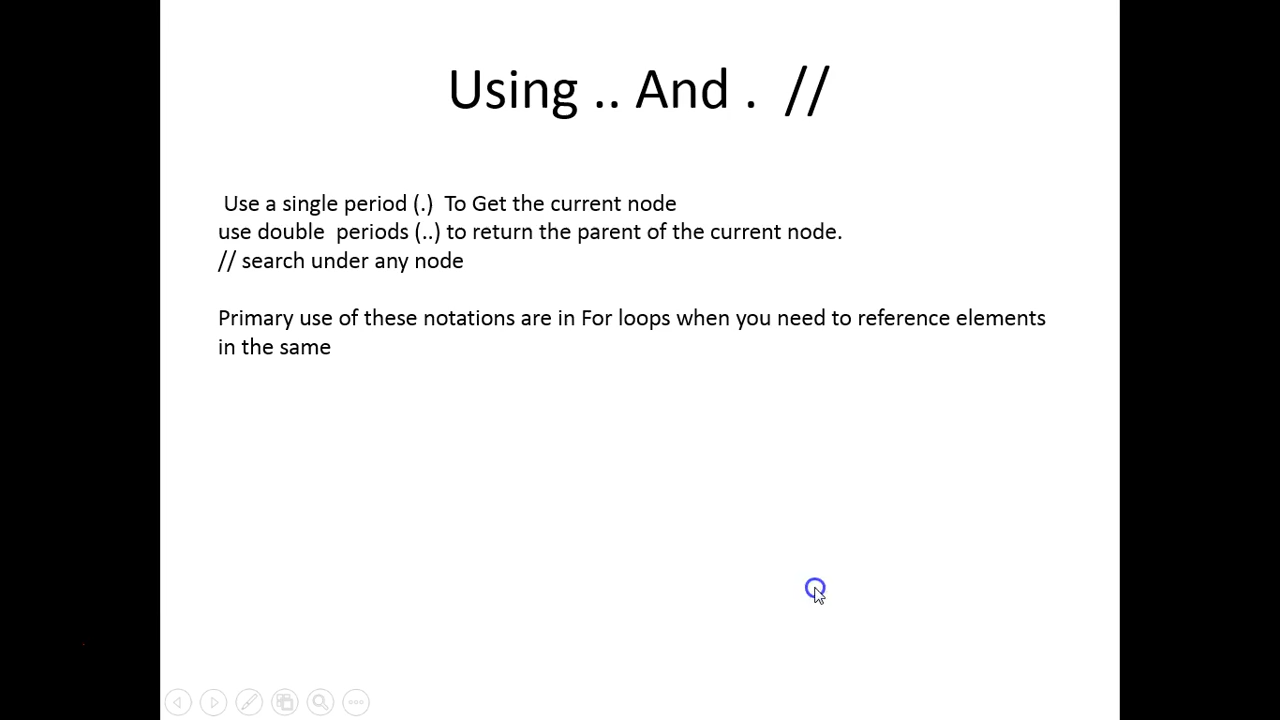 Using .. And . //
Use a single period (.) To Get the current node
use double periods (..) to return the parent of the current node.
// search under any node
Primary use of these notations are in For loops when you need to reference elements
in the same